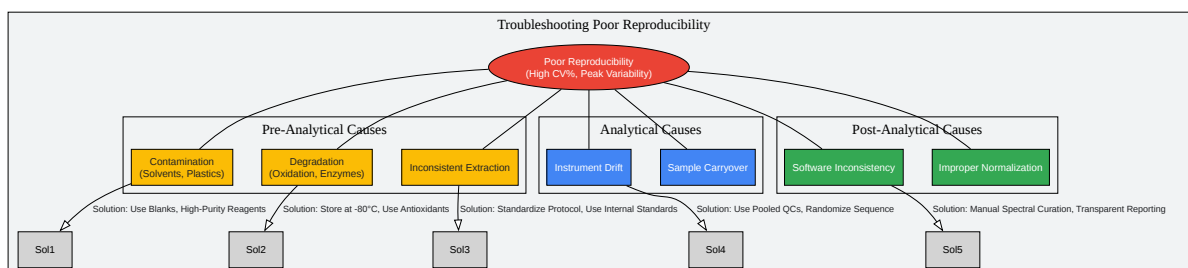 Troubleshooting Poor Reproducibility
Poor Reproducibility
(High CV%, Peak Variability)
Pre-Analytical Causes
Analytical Causes
Post-Analytical Causes
Contamination
(Solvents, Plastics)
Degradation
(Oxidation, Enzymes)
Inconsistent Extraction
Instrument Drift
Sample Carryover
Software Inconsistency
Improper Normalization
Solution: Use Blanks, High-Purity Reagents
Solution: Store at -80°C, Use Antioxidants
Solution: Standardize Protocol, Use Internal Standards
Solution: Use Pooled QCs, Randomize Sequence
Solution: Manual Spectral Curation, Transparent Reporting
Sol1
Sol2
Sol3
Sol4
Sol5